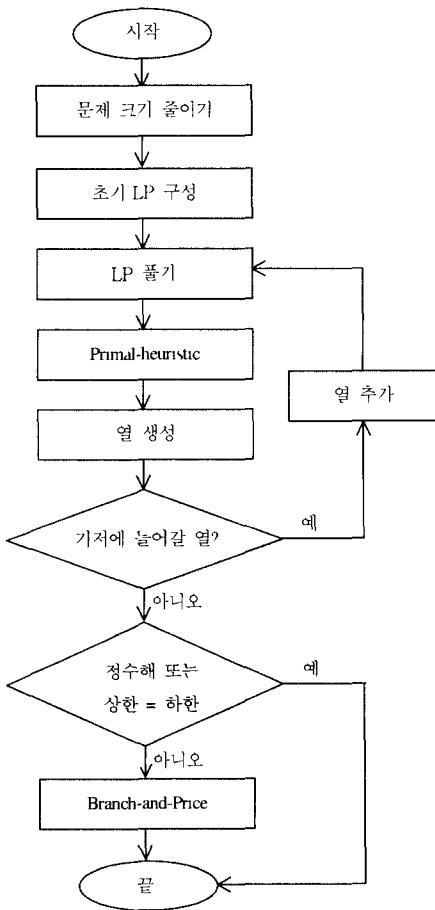 시작
문제 크기 줄이기
초기 LP 구성
LP 풀기
Primal-heuristic
열 추가
열 생성
기저에 들어갈 열?
예
아니오
정수해 또는
상한 = 하한
예
아니오
Branch-and-Price
끝